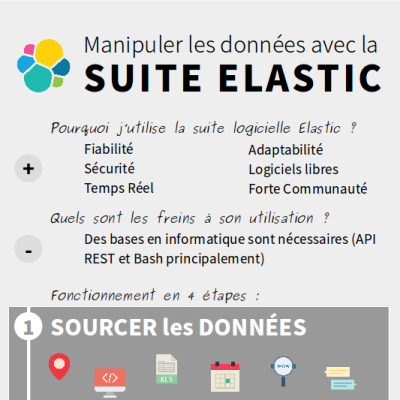 Manipuler les données avec la
SUITE ELASTIC
Pourquoi j'utilise la suite logicielle Elastic ?
+
Fiabilité
Sécurité
Temps Réel
Adaptabilité
Logiciels libres
Forte Communauté
Quels sont les freins à son utilisation ?
-
Des bases en informatique sont nécessaires (API
REST et Bash principalement)
Fonctionnement en 4 étapes :
1 SOURCER les DONNÉES
</>
XLS